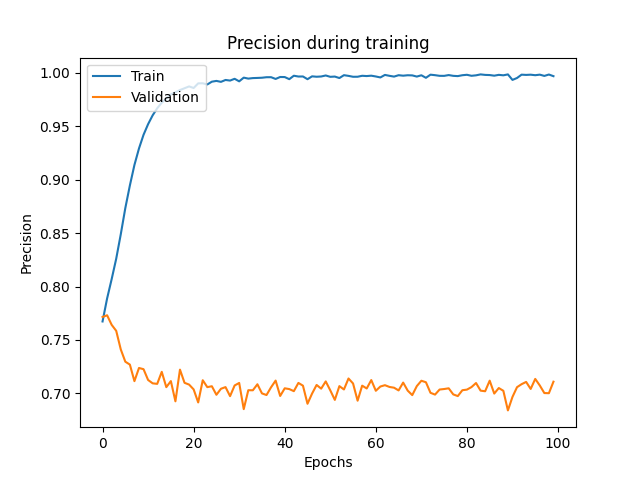 Precision during training
Train
Validation
1.00
0.95
0.90
0.85
0.80
0.75
0.70
Precision
0 20 40 60 80 100
Epochs